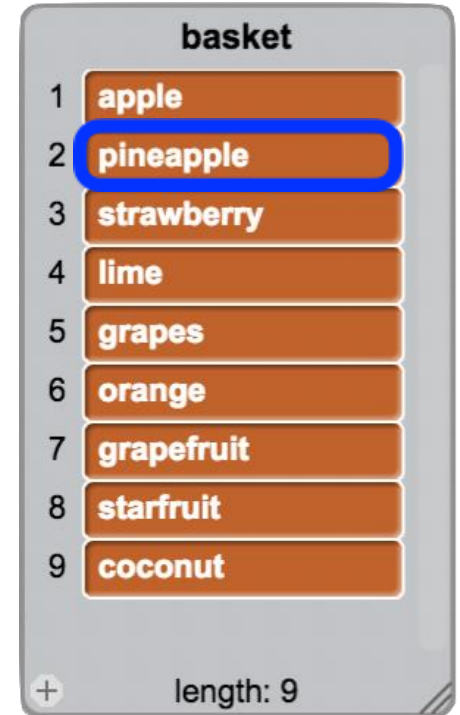 basket
1 apple
2 pineapple
3 strawberry
4 lime
5 grapes
6 orange
7 grapefruit
8 starfruit
9 coconut
+ length: 9